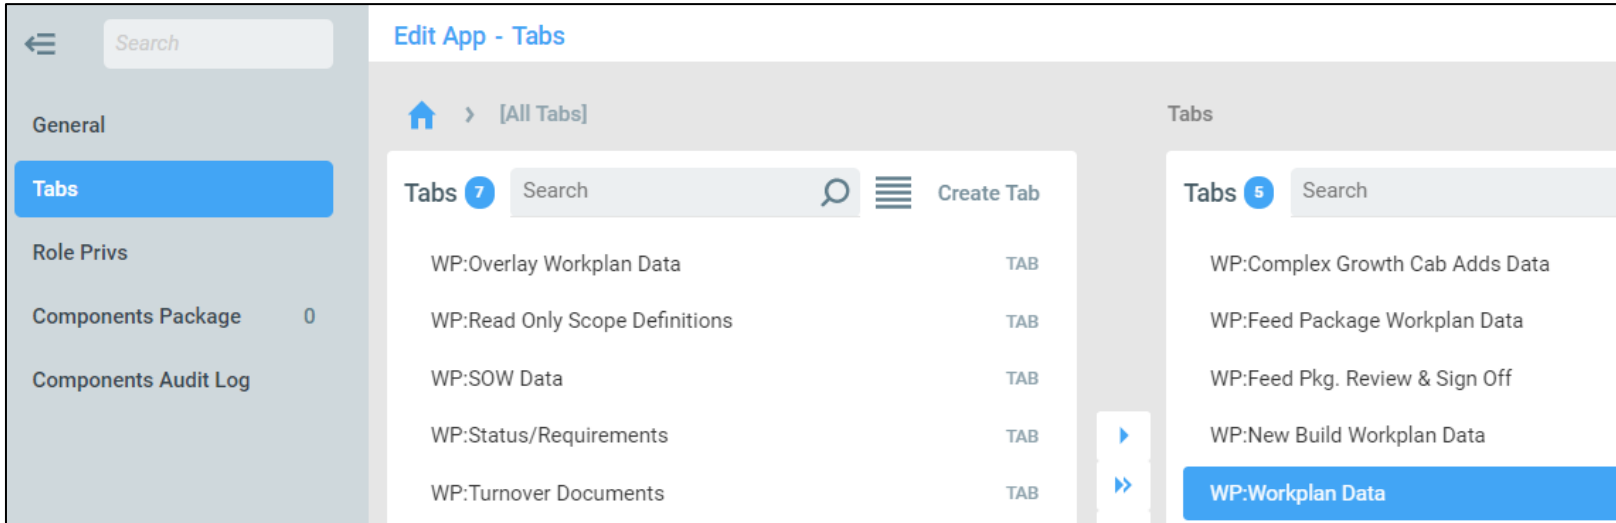 Search
Edit App - Tabs
General
Tabs
Role Privs
Components Package 0
Components Audit Log
[All Tabs]
Tabs 7 Search Create Tab
WP:Overlay Workplan Data TAB
WP:Read Only Scope Definitions TAB
WP:SOW Data TAB
WP:Status/Requirements TAB
WP:Turnover Documents TAB
Tabs
Tabs 5 Search
WP:Complex Growth Cab Adds Data
WP:Feed Package Workplan Data
WP:Feed Pkg. Review & Sign Off
WP:New Build Workplan Data
WP:Workplan Data